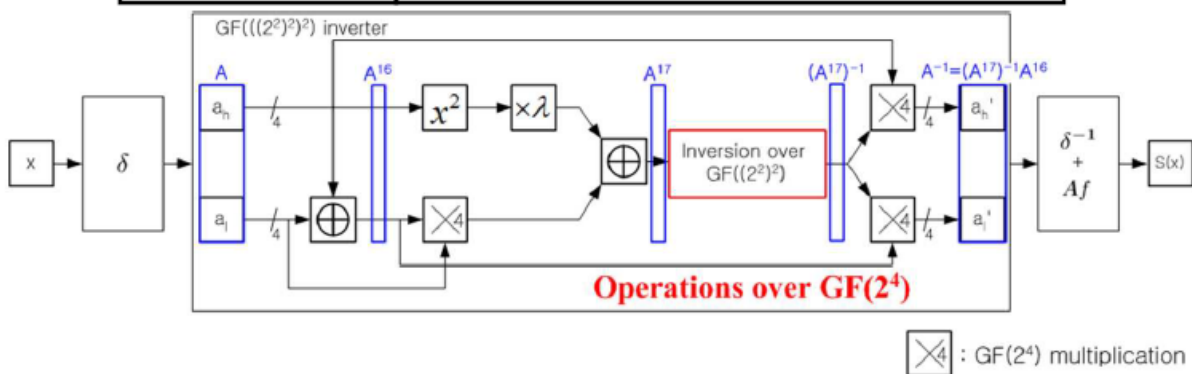 GF(((2²)²)²) inverter
A
A¹⁶
A¹⁷
(A¹⁷)⁻¹
A⁻¹=(A¹⁷)⁻¹A¹⁶
x
δ
aₕ
4
x²
×λ
⊕
Inversion over
GF((2²)²)
×4
4
aₕ'
δ⁻¹
+
Af
S(x)
aₗ
4
⊕
×4
×4
4
aₗ'
Operations over GF(2⁴)
×4 : GF(2⁴) multiplication